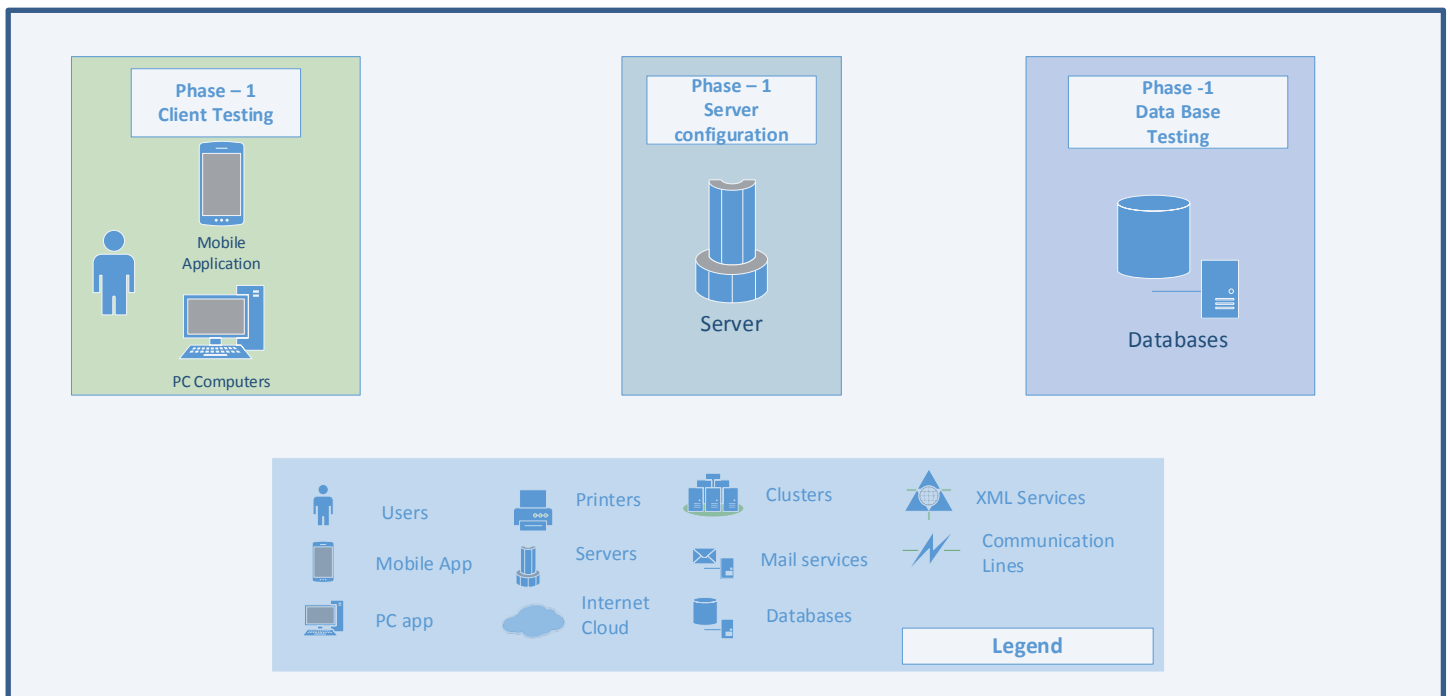 Phase – 1
Client Testing
Mobile
Application
PC Computers
Phase – 1
Server
configuration
Server
Phase -1
Data Base
Testing
Databases
Users
Mobile App
PC app
Printers
Servers
Internet
Cloud
Clusters
Mail services
Databases
XML Services
Communication
Lines
Legend